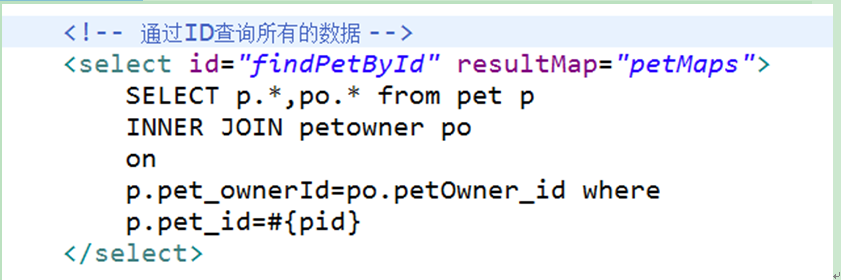 <!-- 通过ID查询所有的数据 -->
<select id="findPetById" resultMap="petMaps">
SELECT p.*,po.* from pet p
INNER JOIN petowner po
on
p.pet_ownerId=po.petOwner_id where
p.pet_id=#{pid}
</select>